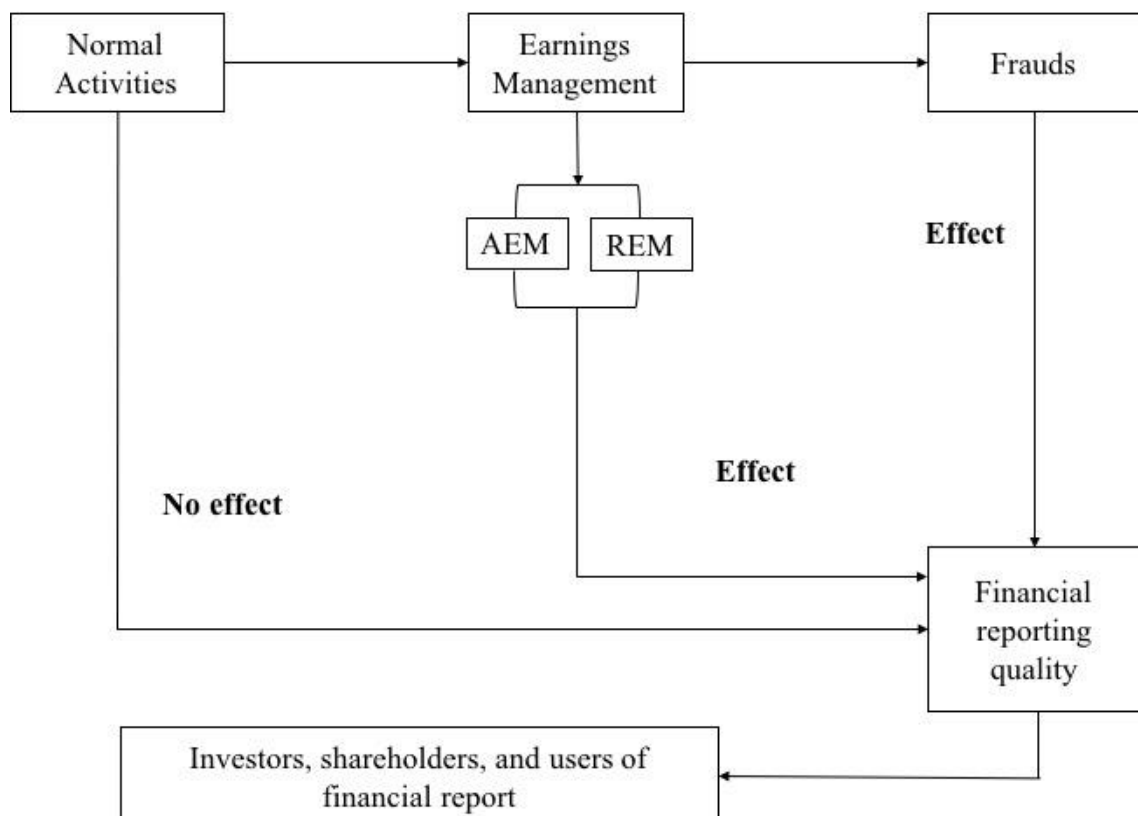 Normal
Activities
Earnings
Management
Frauds
AEM
REM
Effect
Effect
No effect
Financial
reporting
quality
Investors, shareholders, and users of
financial report